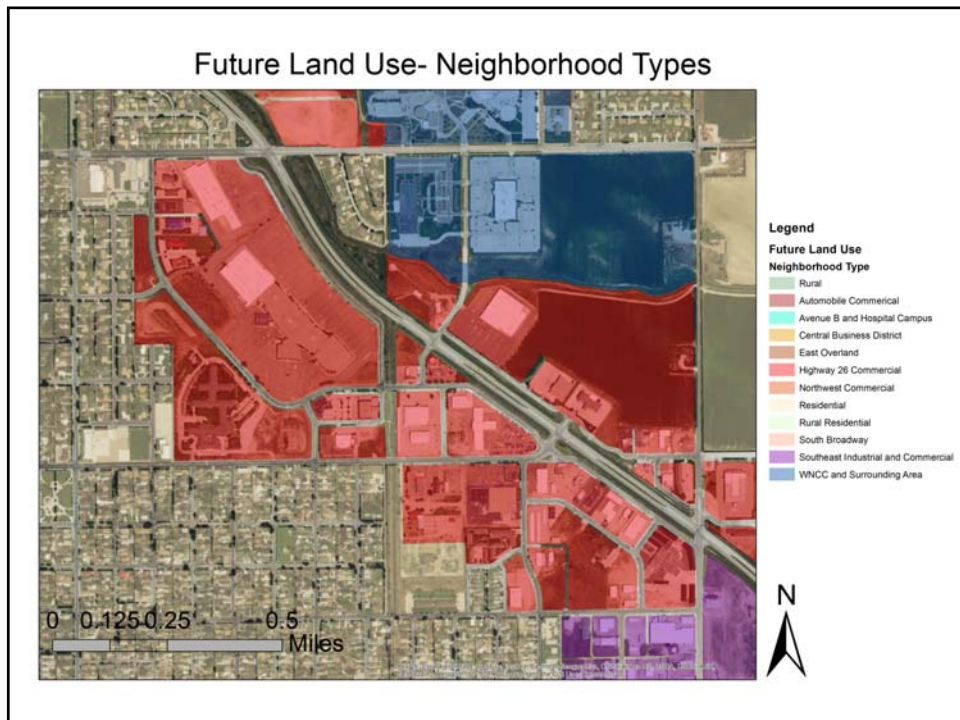 Future Land Use- Neighborhood Types
Legend
Future Land Use
Neighborhood Type
Rural
Automobile Commerical
Avenue B and Hospital Campus
Central Business District
East Overland
Highway 26 Commercial
Northwest Commercial
Residential
Rural Residential
South Broadway
Southeast Industrial and Commercial
WNCC and Surrounding Area
N
0 0.125 0.25 0.5
Miles